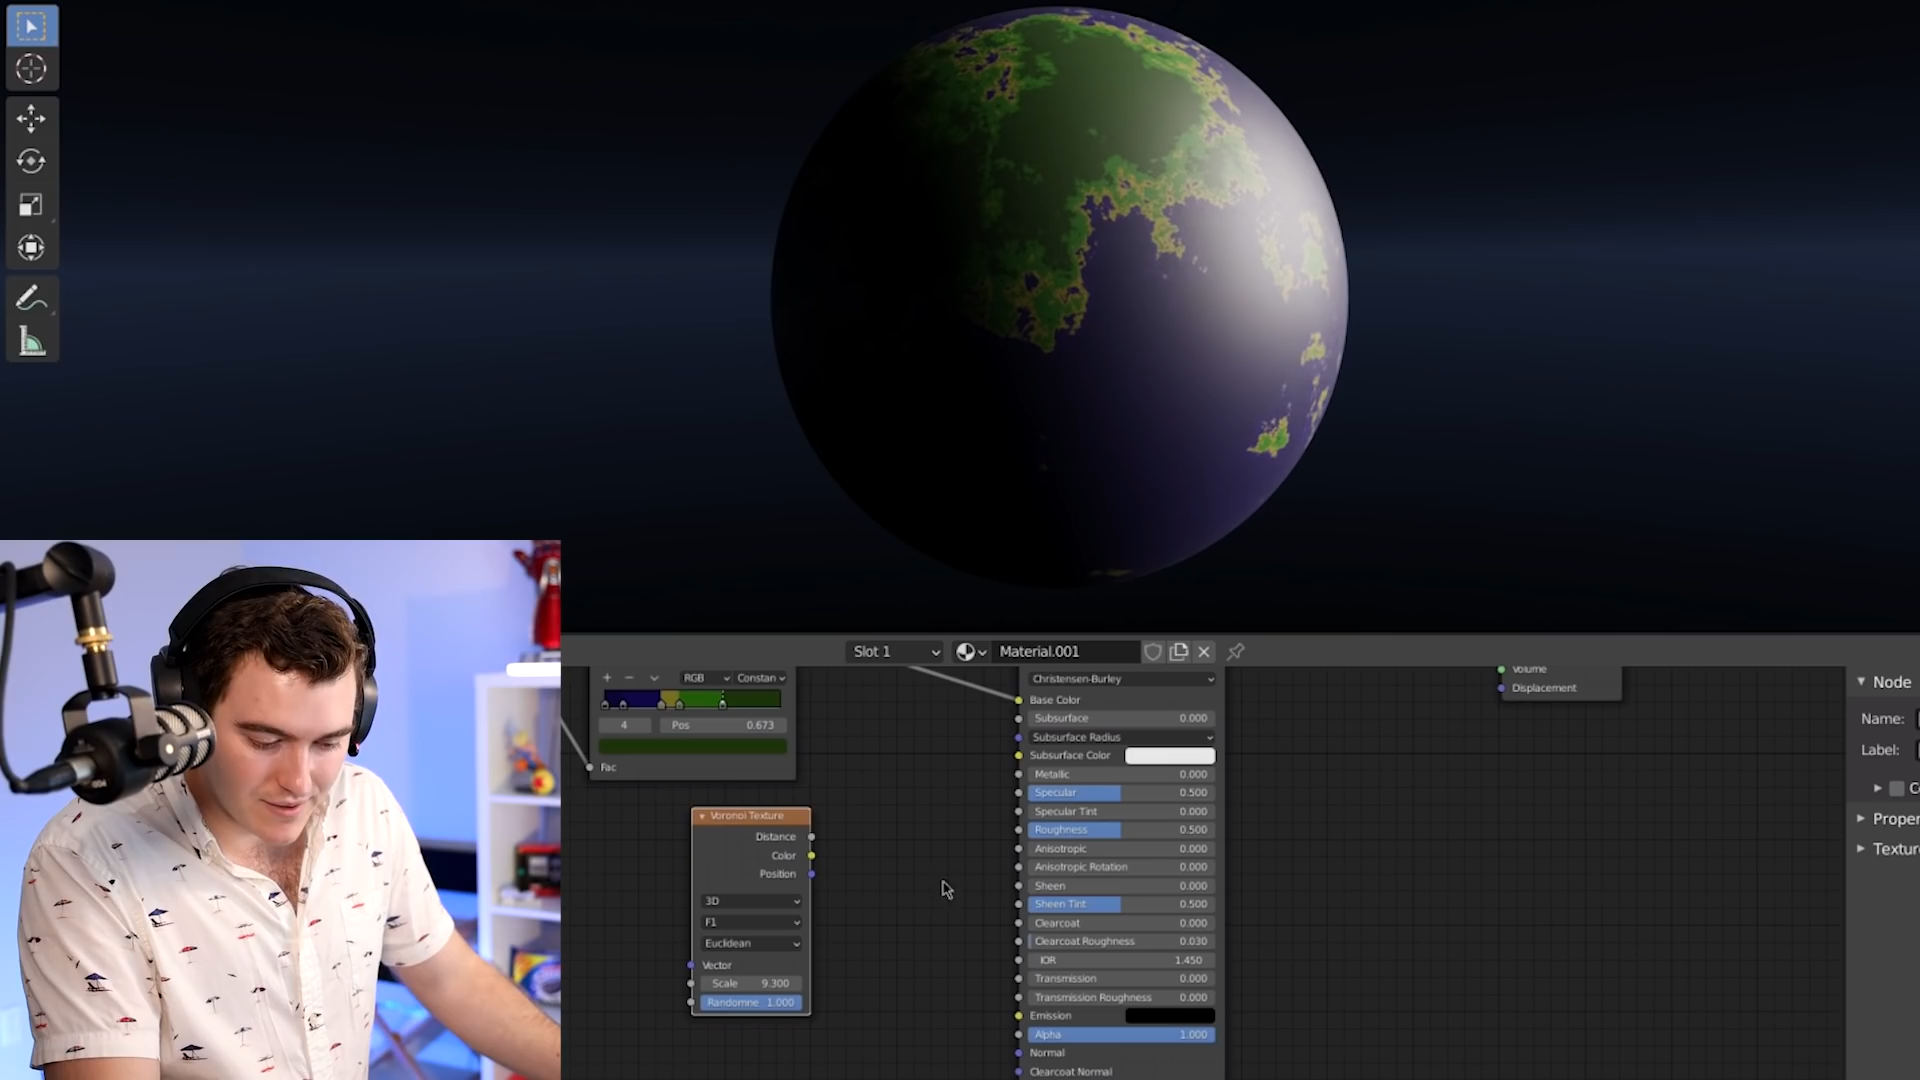 Slot 1
Material.001
RGB
Constan
4
Pos
0.673
Fac
Voronoi Texture
Distance
Color
Position
3D
F1
Euclidean
Vector
Scale 9.300
Randomne 1.000
Christensen-Burley
Base Color
Subsurface 0.000
Subsurface Radius
Subsurface Color
Metallic 0.000
Specular 0.500
Specular Tint 0.000
Roughness 0.500
Anisotropic 0.000
Anisotropic Rotation 0.000
Sheen 0.000
Sheen Tint 0.500
Clearcoat 0.000
Clearcoat Roughness 0.030
IOR 1.450
Transmission 0.000
Transmission Roughness 0.000
Emission
Alpha 1.000
Normal
Clearcoat Normal
Volume
Displacement
Node
Name:
Label:
Proper
Texture